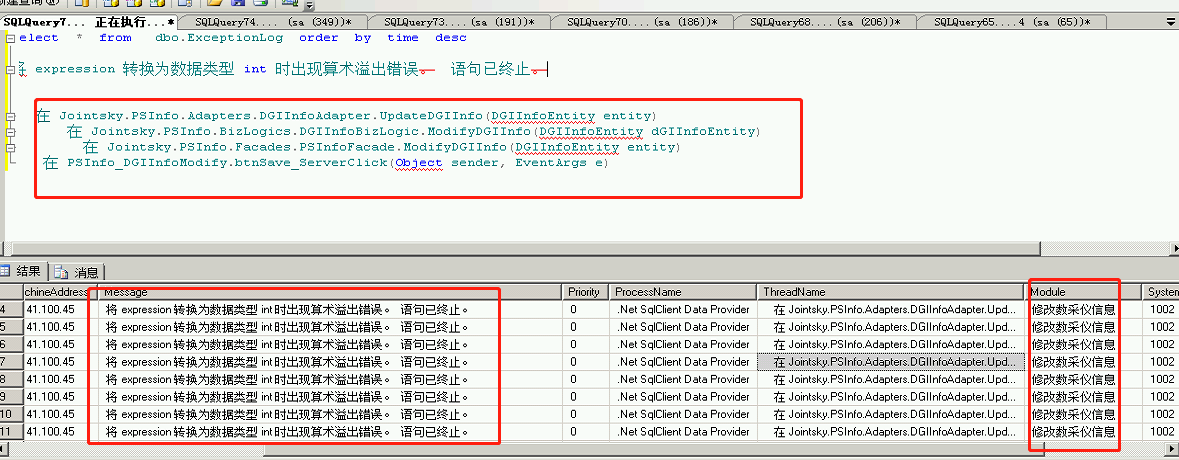 SQLQuery7... 正在执行...*
SQLQuery74.... (sa (349))*
SQLQuery73.... (sa (191))*
SQLQuery70.... (sa (186))*
SQLQuery68.... (sa (206))*
SQLQuery65....4 (sa (65))*
elect * from dbo.ExceptionLog order by time desc
expression 转换为数据类型 int 时出现算术溢出错误。 语句已终止。
在 Jointsky.PSInfo.Adapters.DGIInfoAdapter.UpdateDGIInfo(DGIInfoEntity entity)
在 Jointsky.PSInfo.BizLogics.DGIInfoBizLogic.ModifyDGIInfo(DGIInfoEntity dGIInfoEntity)
在 Jointsky.PSInfo.Facades.PSInfoFacade.ModifyDGIInfo(DGIInfoEntity entity)
在 PSInfo_DGIInfoModify.btnSave_ServerClick(Object sender, EventArgs e)
结果 消息
chineAddress Message Priority ProcessName ThreadName Module System
4 41.100.45 将 expression 转换为数据类型 int 时出现算术溢出错误。 语句已终止。 0 .Net SqlClient Data Provider 在 Jointsky.PSInfo.Adapters.DGIInfoAdapter.Upd... 修改数采仪信息 1002
5 41.100.45 将 expression 转换为数据类型 int 时出现算术溢出错误。 语句已终止。 0 .Net SqlClient Data Provider 在 Jointsky.PSInfo.Adapters.DGIInfoAdapter.Upd... 修改数采仪信息 1002
6 41.100.45 将 expression 转换为数据类型 int 时出现算术溢出错误。 语句已终止。 0 .Net SqlClient Data Provider 在 Jointsky.PSInfo.Adapters.DGIInfoAdapter.Upd... 修改数采仪信息 1002
7 41.100.45 将 expression 转换为数据类型 int 时出现算术溢出错误。 语句已终止。 0 .Net SqlClient Data Provider 在 Jointsky.PSInfo.Adapters.DGIInfoAdapter.Upd... 修改数采仪信息 1002
8 41.100.45 将 expression 转换为数据类型 int 时出现算术溢出错误。 语句已终止。 0 .Net SqlClient Data Provider 在 Jointsky.PSInfo.Adapters.DGIInfoAdapter.Upd... 修改数采仪信息 1002
9 41.100.45 将 expression 转换为数据类型 int 时出现算术溢出错误。 语句已终止。 0 .Net SqlClient Data Provider 在 Jointsky.PSInfo.Adapters.DGIInfoAdapter.Upd... 修改数采仪信息 1002
10 41.100.45 将 expression 转换为数据类型 int 时出现算术溢出错误。 语句已终止。 0 .Net SqlClient Data Provider 在 Jointsky.PSInfo.Adapters.DGIInfoAdapter.Upd... 修改数采仪信息 1002
11 41.100.45 将 expression 转换为数据类型 int 时出现算术溢出错误。 语句已终止。 0 .Net SqlClient Data Provider 在 Jointsky.PSInfo.Adapters.DGIInfoAdapter.Upd... 修改数采仪信息 1002